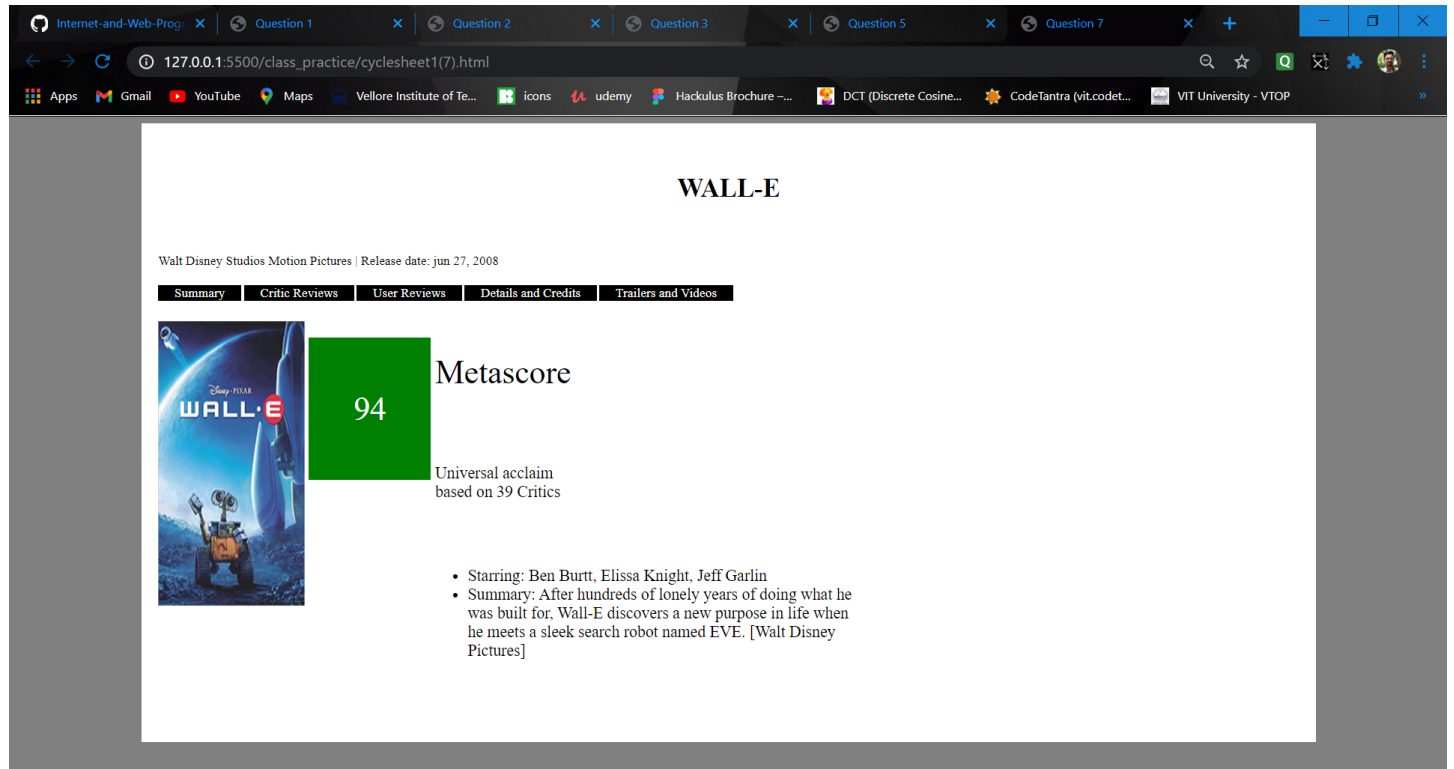 Internet-and-Web-Progr
Question 1
Question 2
Question 3
Question 5
Question 7
127.0.0.1:5500/class_practice/cyclesheet1(7).html
Apps
Gmail
YouTube
Maps
Vellore Institute of Te...
icons
udemy
Hackulus Brochure –...
DCT (Discrete Cosine...
CodeTantra (vit.codet...
VIT University - VTOP
WALL-E
Walt Disney Studios Motion Pictures | Release date: jun 27, 2008
Summary
Critic Reviews
User Reviews
Details and Credits
Trailers and Videos
Disney · PIXAR
WALL·E
94
Metascore
Universal acclaim
based on 39 Critics
Starring: Ben Burtt, Elissa Knight, Jeff Garlin
Summary: After hundreds of lonely years of doing what he
was built for, Wall-E discovers a new purpose in life when
he meets a sleek search robot named EVE. [Walt Disney
Pictures]